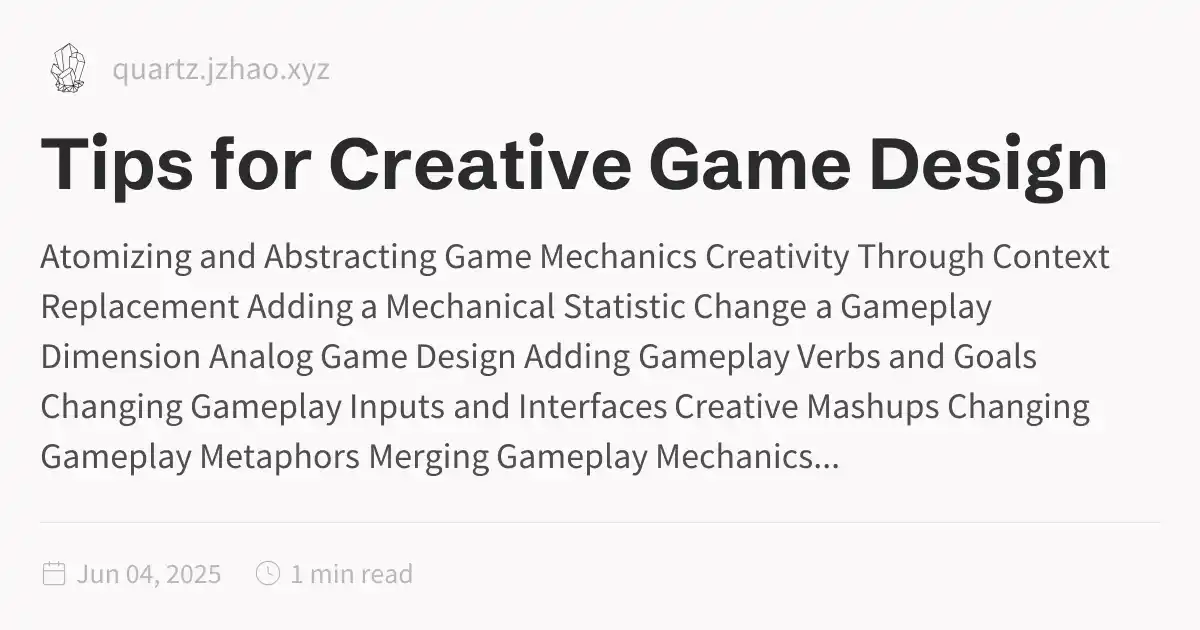 quartz.jzhao.xyz
Tips for Creative Game Design
Atomizing and Abstracting Game Mechanics Creativity Through Context
Replacement Adding a Mechanical Statistic Change a Gameplay
Dimension Analog Game Design Adding Gameplay Verbs and Goals
Changing Gameplay Inputs and Interfaces Creative Mashups Changing
Gameplay Metaphors Merging Gameplay Mechanics...
Jun 04, 2025 1 min read